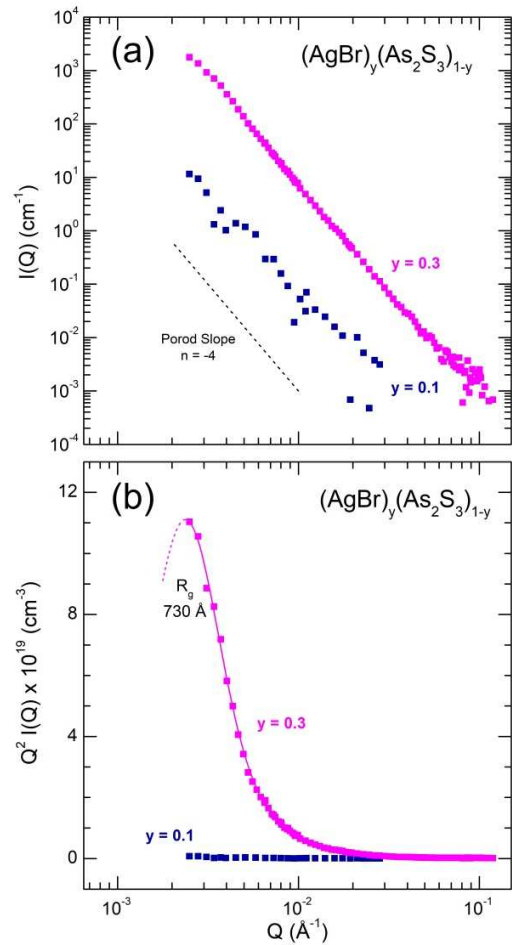 (a)
(AgBr)y(As2S3)1-y
10^4
10^3
10^2
10^1
10^0
10^-1
10^-2
10^-3
10^-4
I(Q) (cm^-1)
y = 0.3
y = 0.1
Porod Slope
n = -4
(b)
(AgBr)y(As2S3)1-y
12
8
4
0
Q^2 I(Q) x 10^19 (cm^-3)
Rg
730 Å
y = 0.3
y = 0.1
10^-3
10^-2
10^-1
Q (Å^-1)